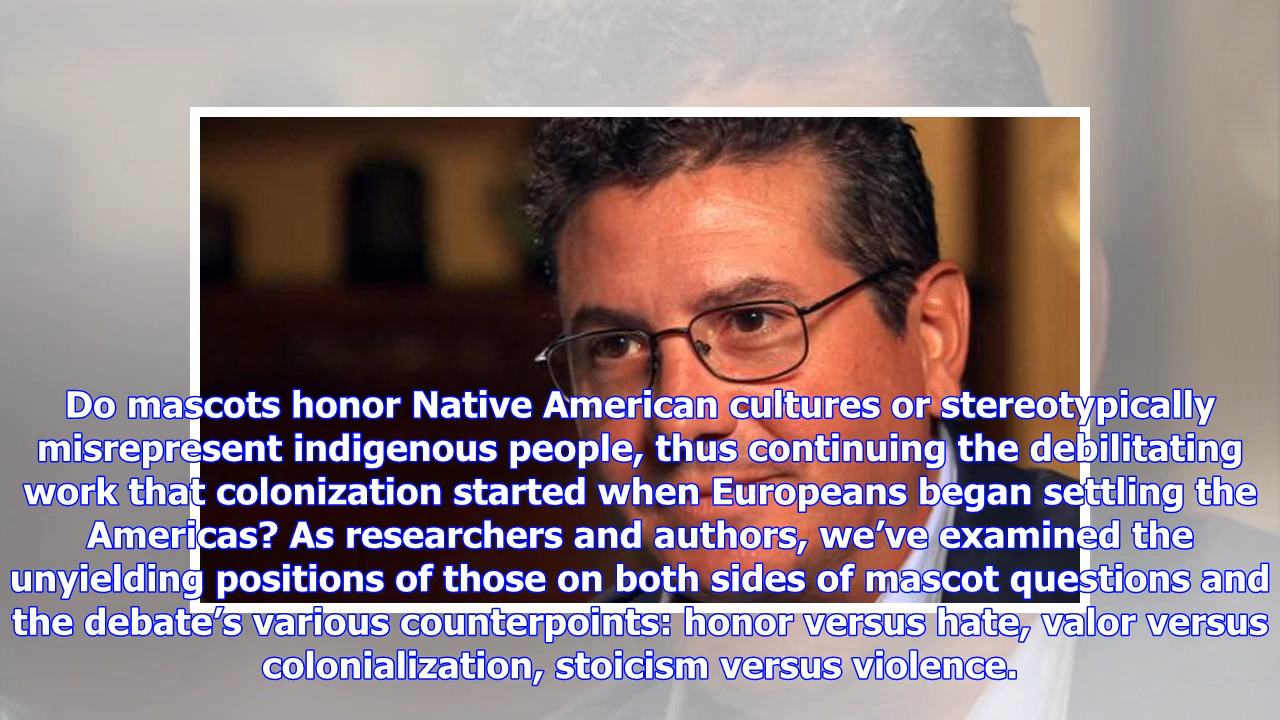 Do mascots honor Native American cultures or stereotypically
misrepresent indigenous people, thus continuing the debilitating
work that colonization started when Europeans began settling the
Americas? As researchers and authors, we’ve examined the
unyielding positions of those on both sides of mascot questions and
the debate’s various counterpoints: honor versus hate, valor versus
colonialization, stoicism versus violence.